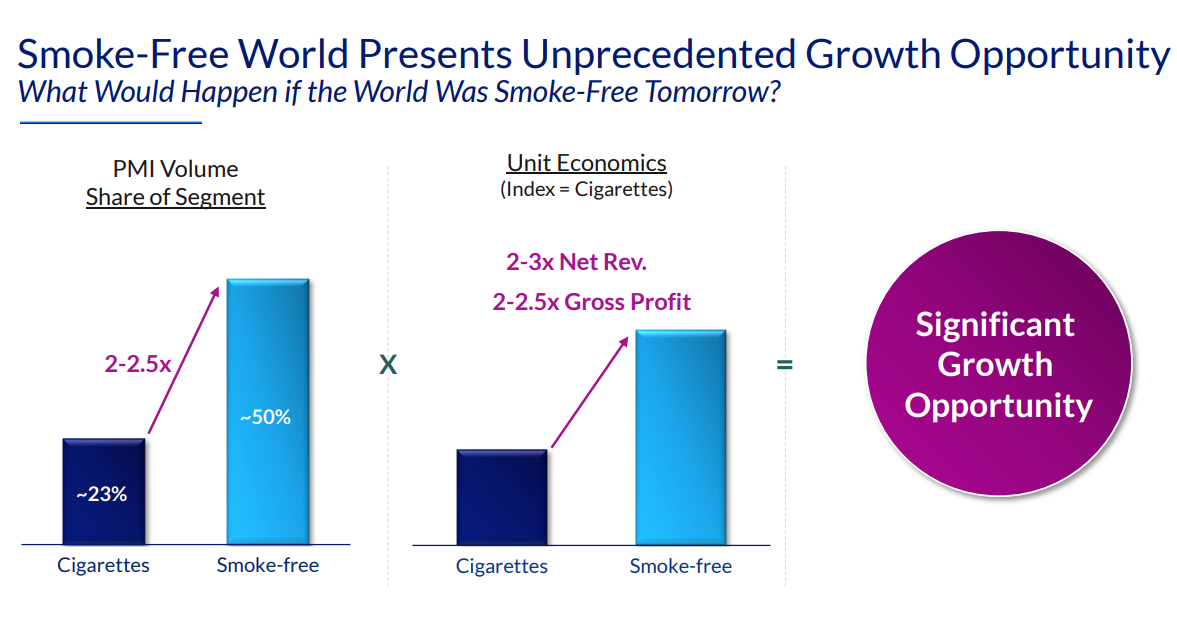 Smoke-Free World Presents Unprecedented Growth Opportunity
What Would Happen if the World Was Smoke-Free Tomorrow?
PMI Volume
Share of Segment
2-2.5x
~23%
~50%
Cigarettes
Smoke-free
X
Unit Economics
(Index = Cigarettes)
2-3x Net Rev.
2-2.5x Gross Profit
Cigarettes
Smoke-free
=
Significant
Growth
Opportunity